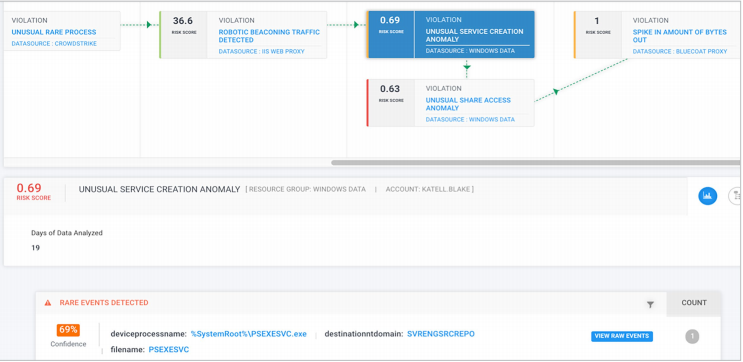 VIOLATION
UNUSUAL RARE PROCESS
DATASOURCE : CROWDSTRIKE
36.6
RISK SCORE
VIOLATION
ROBOTIC BEACONING TRAFFIC
DETECTED
DATASOURCE : IIS WEB PROXY
0.69
RISK SCORE
VIOLATION
UNUSUAL SERVICE CREATION
ANOMALY
DATASOURCE : WINDOWS DATA
1
RISK SCORE
VIOLATION
SPIKE IN AMOUNT OF BYTES
OUT
DATASOURCE : BLUECOAT PROXY
0.63
RISK SCORE
VIOLATION
UNUSUAL SHARE ACCESS
ANOMALY
DATASOURCE : WINDOWS DATA
0.69
RISK SCORE
UNUSUAL SERVICE CREATION ANOMALY [ RESOURCE GROUP: WINDOWS DATA | ACCOUNT: KATELL.BLAKE ]
Days of Data Analyzed
19
RARE EVENTS DETECTED
COUNT
69%
Confidence
deviceprocessname: %SystemRoot%\PSEXESVC.exe | destinationntdomain: SVRENGSRCREPO
| filename: PSEXESVC
VIEW RAW EVENTS
1